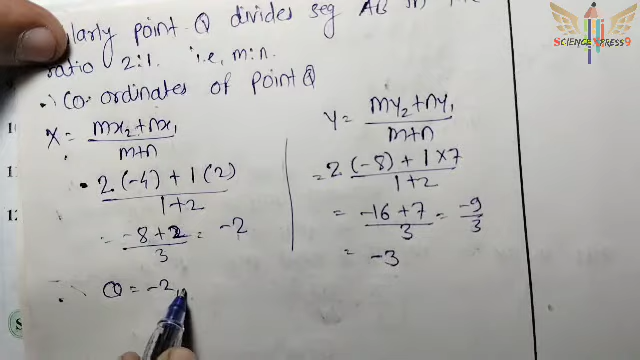 SCIENCE XPRESS 9
larly point Q divides seg AB in the
ratio 2:1. i.e, m:n.
∴ Co-ordinates of point Q
X = mx₂+nx₁ / m+n
2(-4)+1(2) / 1+2
= -8+2 / 3 = -2
∴ Q = -2,
Y = my₂+ny₁ / m+n
= 2(-8)+1×7 / 1+2
= -16+7 / 3 = -9/3
= -3